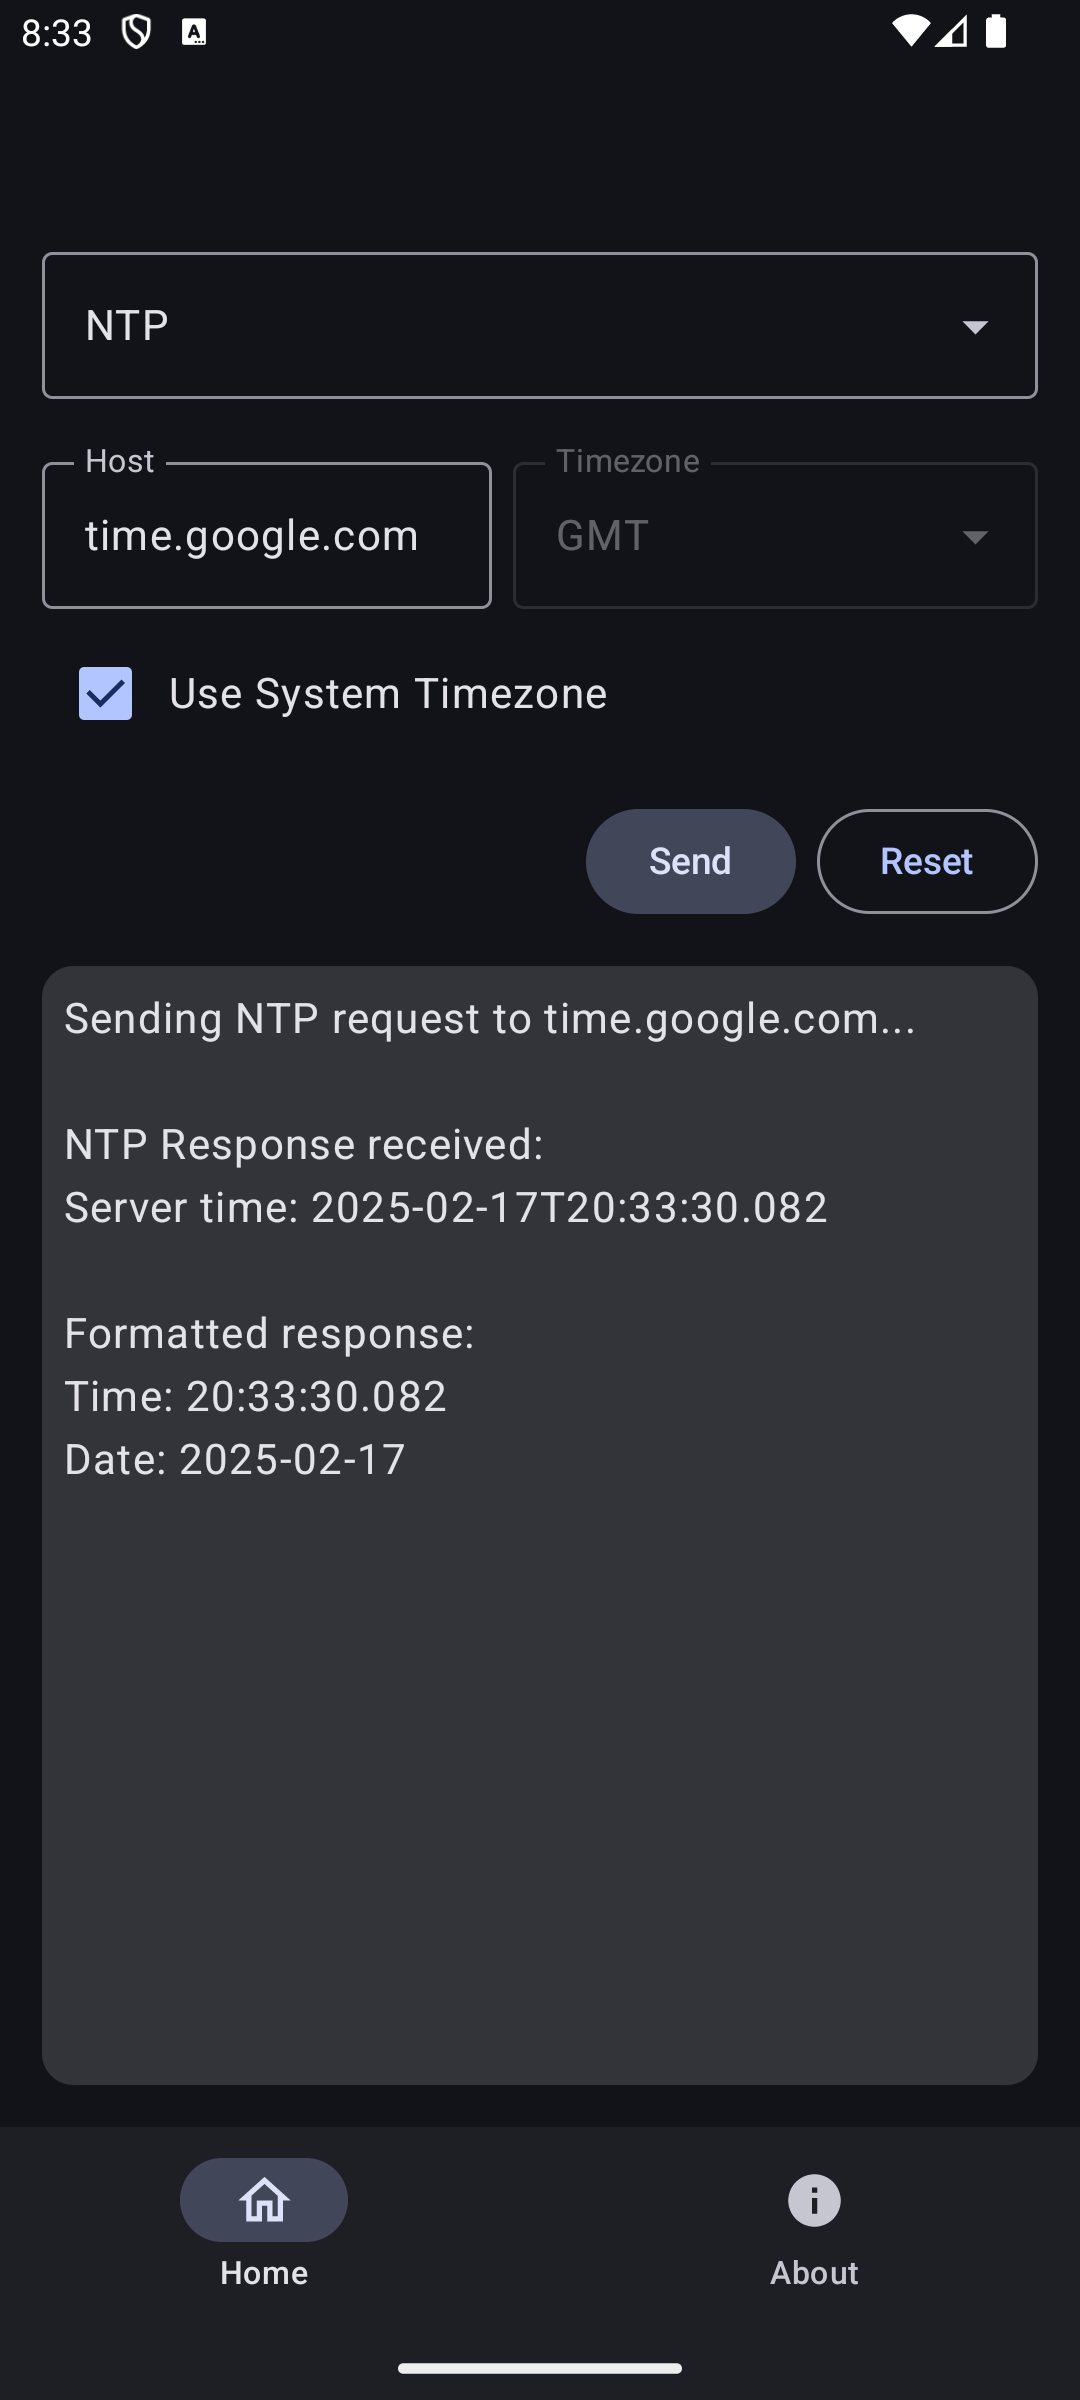 8:33
NTP
Host
Timezone
time.google.com
GMT
Use System Timezone
Send
Reset
Sending NTP request to time.google.com...
NTP Response received:
Server time: 2025-02-17T20:33:30.082
Formatted response:
Time: 20:33:30.082
Date: 2025-02-17
Home
About